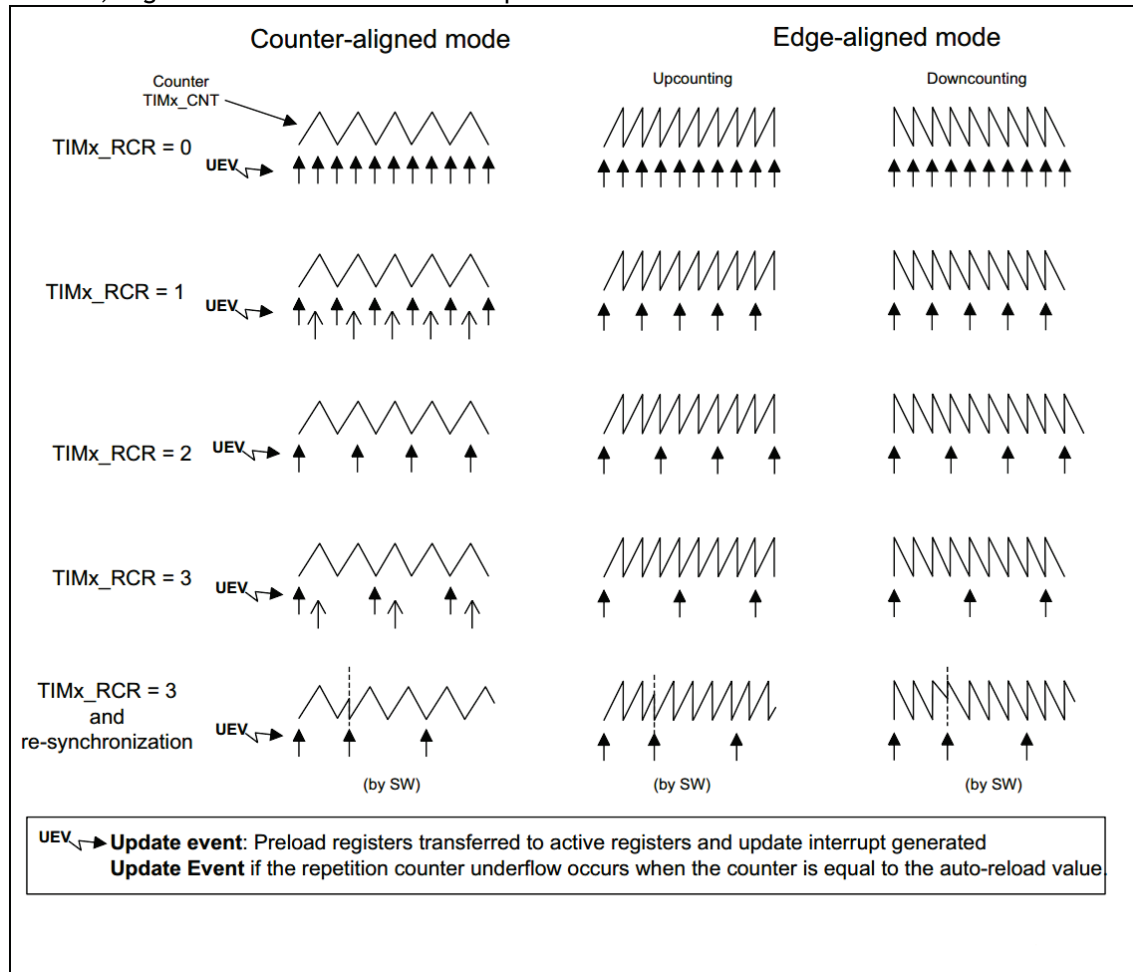 Counter-aligned mode
Edge-aligned mode
Counter
TIMx_CNT
Upcounting
Downcounting
TIMx_RCR = 0
UEV
TIMx_RCR = 1
UEV
TIMx_RCR = 2
UEV
TIMx_RCR = 3
UEV
TIMx_RCR = 3
and
re-synchronization
UEV
(by SW)
(by SW)
(by SW)
UEV Update event: Preload registers transferred to active registers and update interrupt generated
Update Event if the repetition counter underflow occurs when the counter is equal to the auto-reload value.